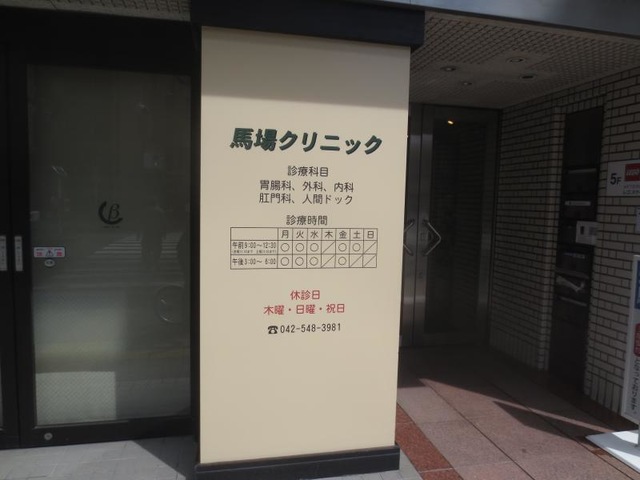 馬場クリニック
診療科目
胃腸科、外科、内科
肛門科、人間ドック
診療時間
月 火 水 木 金 土 日
午前9:00～12:30 ○ ○ ○ ／ ○ ○ ／
午後3:00～6:00 ○ ○ ○ ／ ○ ○ ／
休診日
木曜・日曜・祝日
☎042-548-3981
B
5F